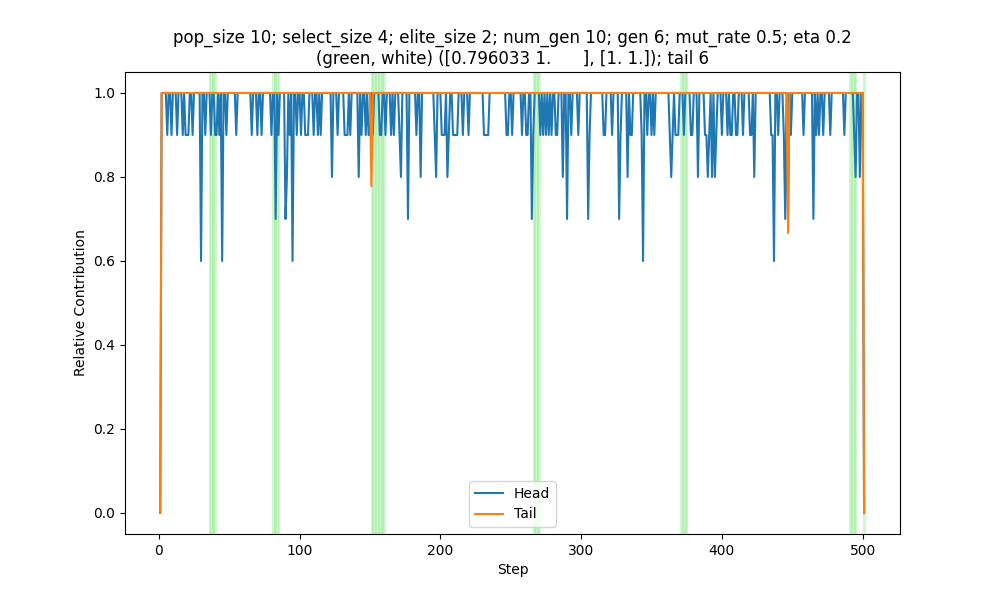 pop_size 10; select_size 4; elite_size 2; num_gen 10; gen 6; mut_rate 0.5; eta 0.2
(green, white) ([0.796033 1.      ], [1. 1.]); tail 6
Relative Contribution
1.0
0.8
0.6
0.4
0.2
0.0
Head
Tail
0
100
200
300
400
500
Step